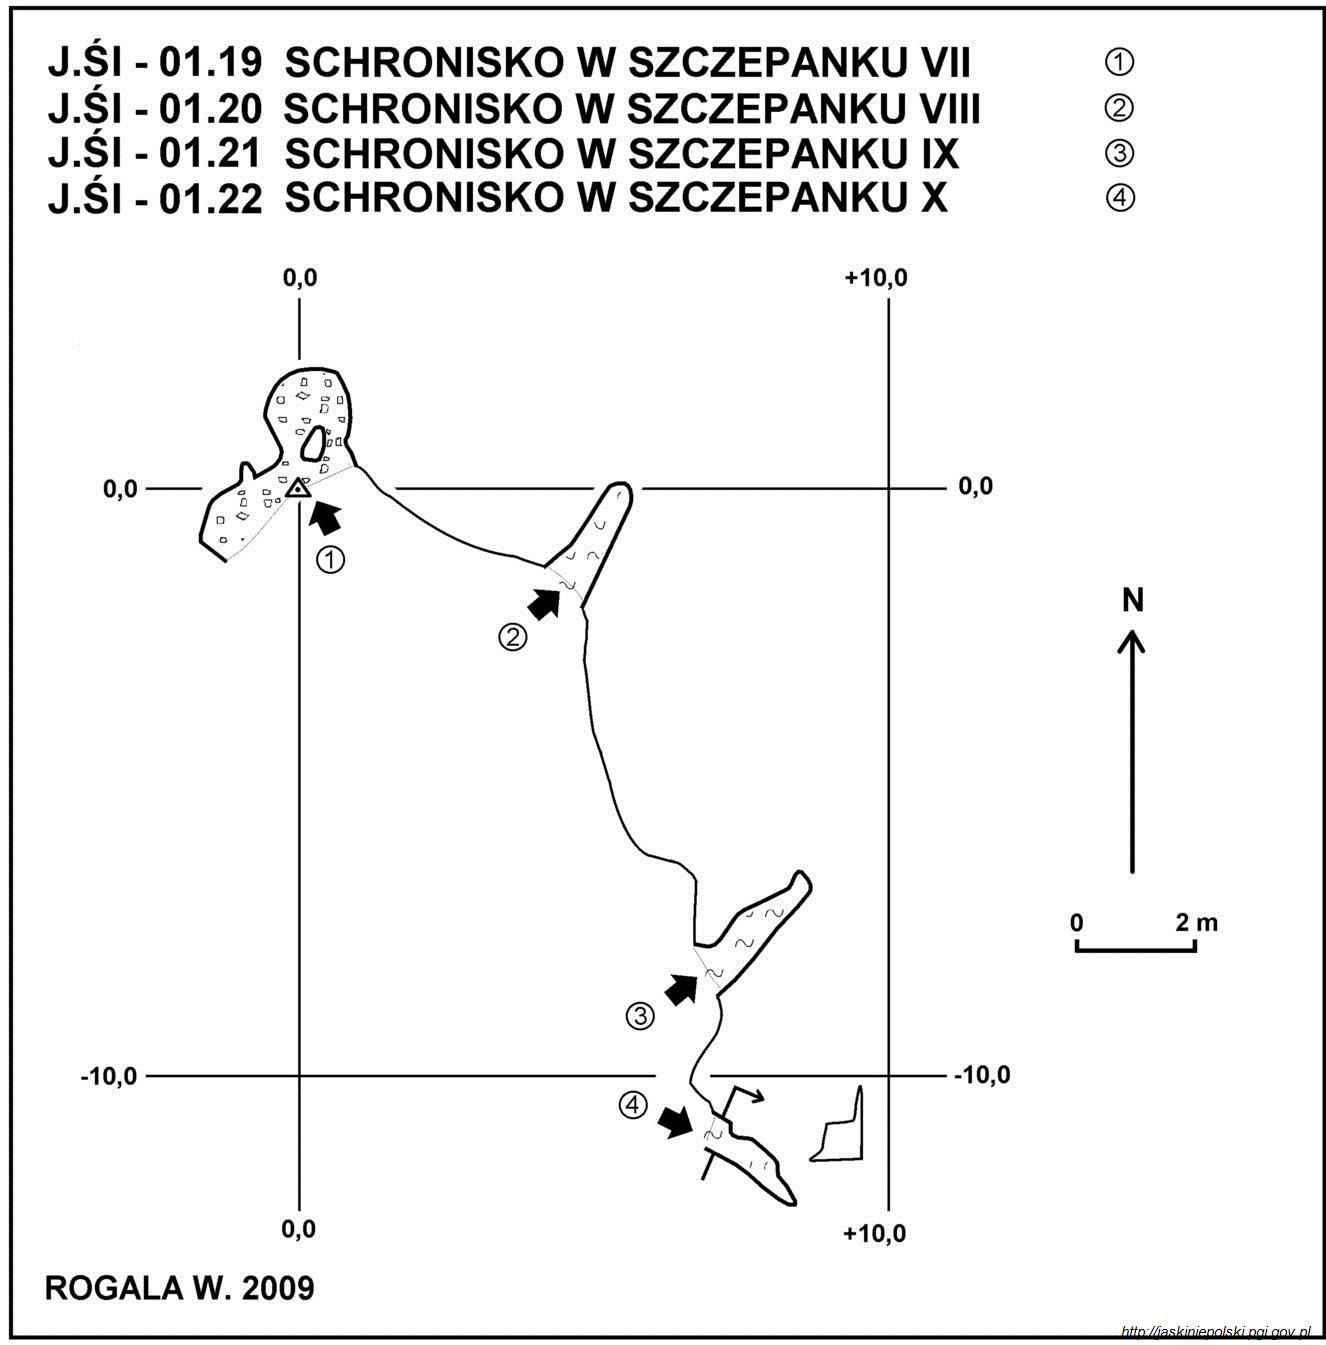 J.ŚI - 01.19 SCHRONISKO W SZCZEPANKU VII ①
J.ŚI - 01.20 SCHRONISKO W SZCZEPANKU VIII ②
J.ŚI - 01.21 SCHRONISKO W SZCZEPANKU IX ③
J.ŚI - 01.22 SCHRONISKO W SZCZEPANKU X ④
0,0 +10,0
0,0 0,0
①
②
N
0 2 m
③
-10,0 -10,0
④
0,0 +10,0
ROGALA W. 2009
http://jaskiniepolski.pgi.gov.pl